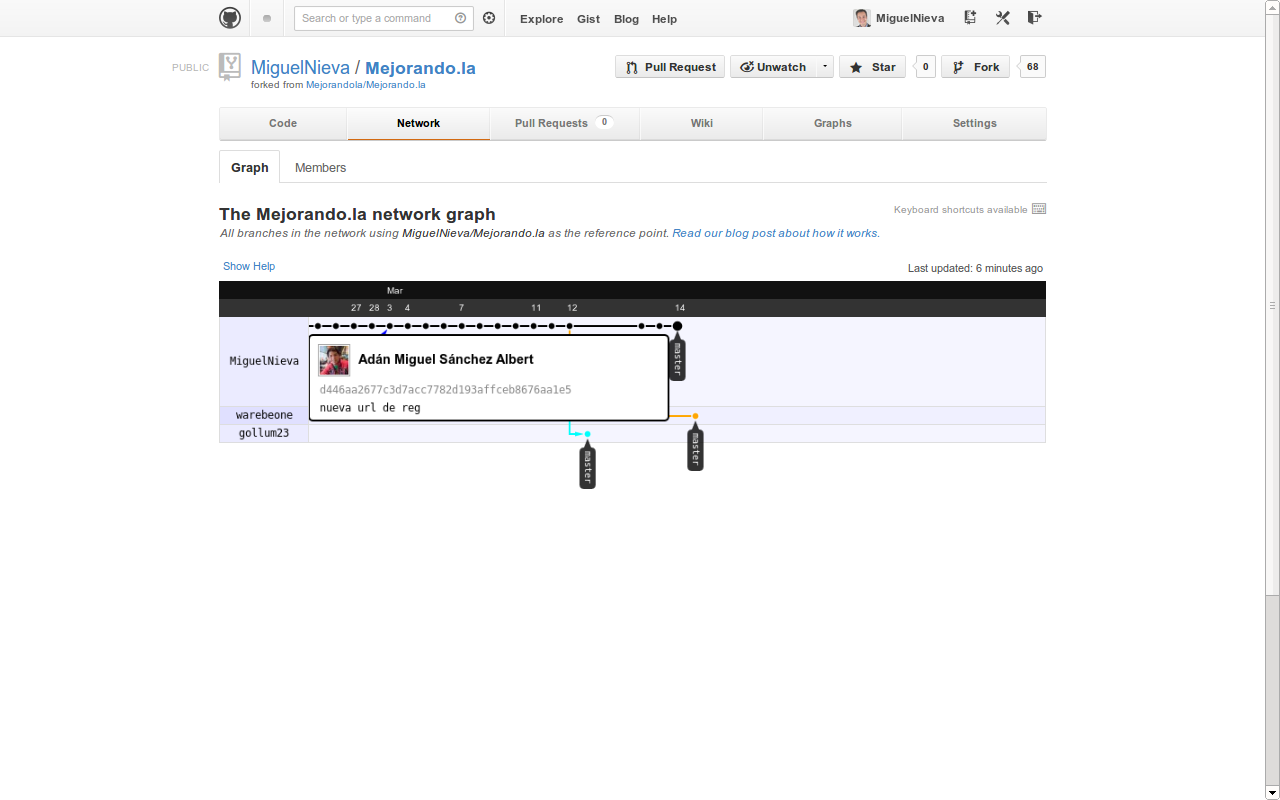 Search or type a command
Explore Gist Blog Help
MiguelNieva
PUBLIC
MiguelNieva / Mejorando.la
forked from Mejorandola/Mejorando.la
Pull Request
Unwatch
Star 0
Fork 68
Code Network Pull Requests 0 Wiki Graphs Settings
Graph Members
The Mejorando.la network graph
Keyboard shortcuts available
All branches in the network using MiguelNieva/Mejorando.la as the reference point. Read our blog post about how it works.
Show Help
Last updated: 6 minutes ago
Mar
27 28 3 4 7 11 12 14
MiguelNieva
master
Adán Miguel Sánchez Albert
d446aa2677c3d7acc7782d193affceb8676aa1e5
nueva url de reg
warebeone
master
gollum23
master